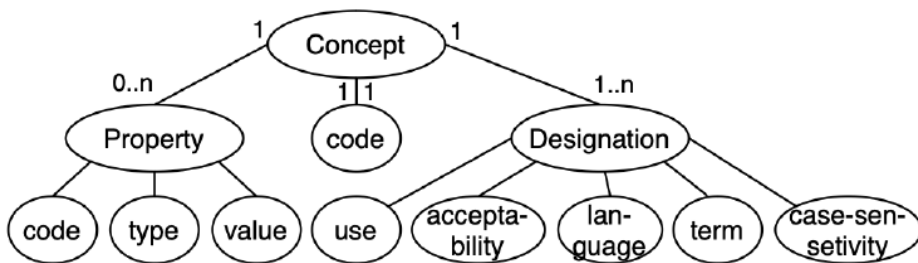 Concept
1
1
0..n
1 1
1..n
Property
code
Designation
code
type
value
use
accepta-
bility
lan-
guage
term
case-sen-
setivity